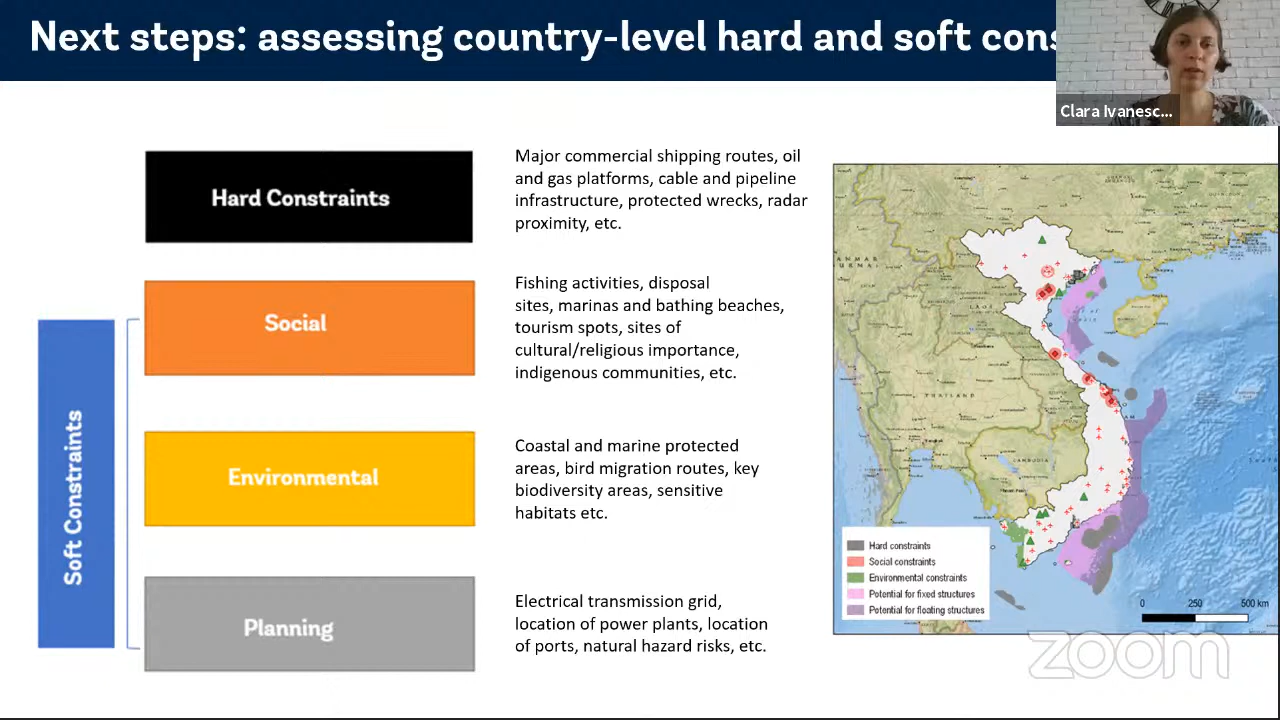 Next steps: assessing country-level hard and soft cons
Clara Ivanesc...
Hard Constraints
Major commercial shipping routes, oil
and gas platforms, cable and pipeline
infrastructure, protected wrecks, radar
proximity, etc.
Soft Constraints
Social
Fishing activities, disposal
sites, marinas and bathing beaches,
tourism spots, sites of
cultural/religious importance,
indigenous communities, etc.
Environmental
Coastal and marine protected
areas, bird migration routes, key
biodiversity areas, sensitive
habitats etc.
Planning
Electrical transmission grid,
location of power plants, location
of ports, natural hazard risks, etc.
THAILAND
CAMBODIA
Hard constraints
Social constraints
Environmental constraints
Potential for fixed structures
Potential for floating structures
0 250 500 km
zoom